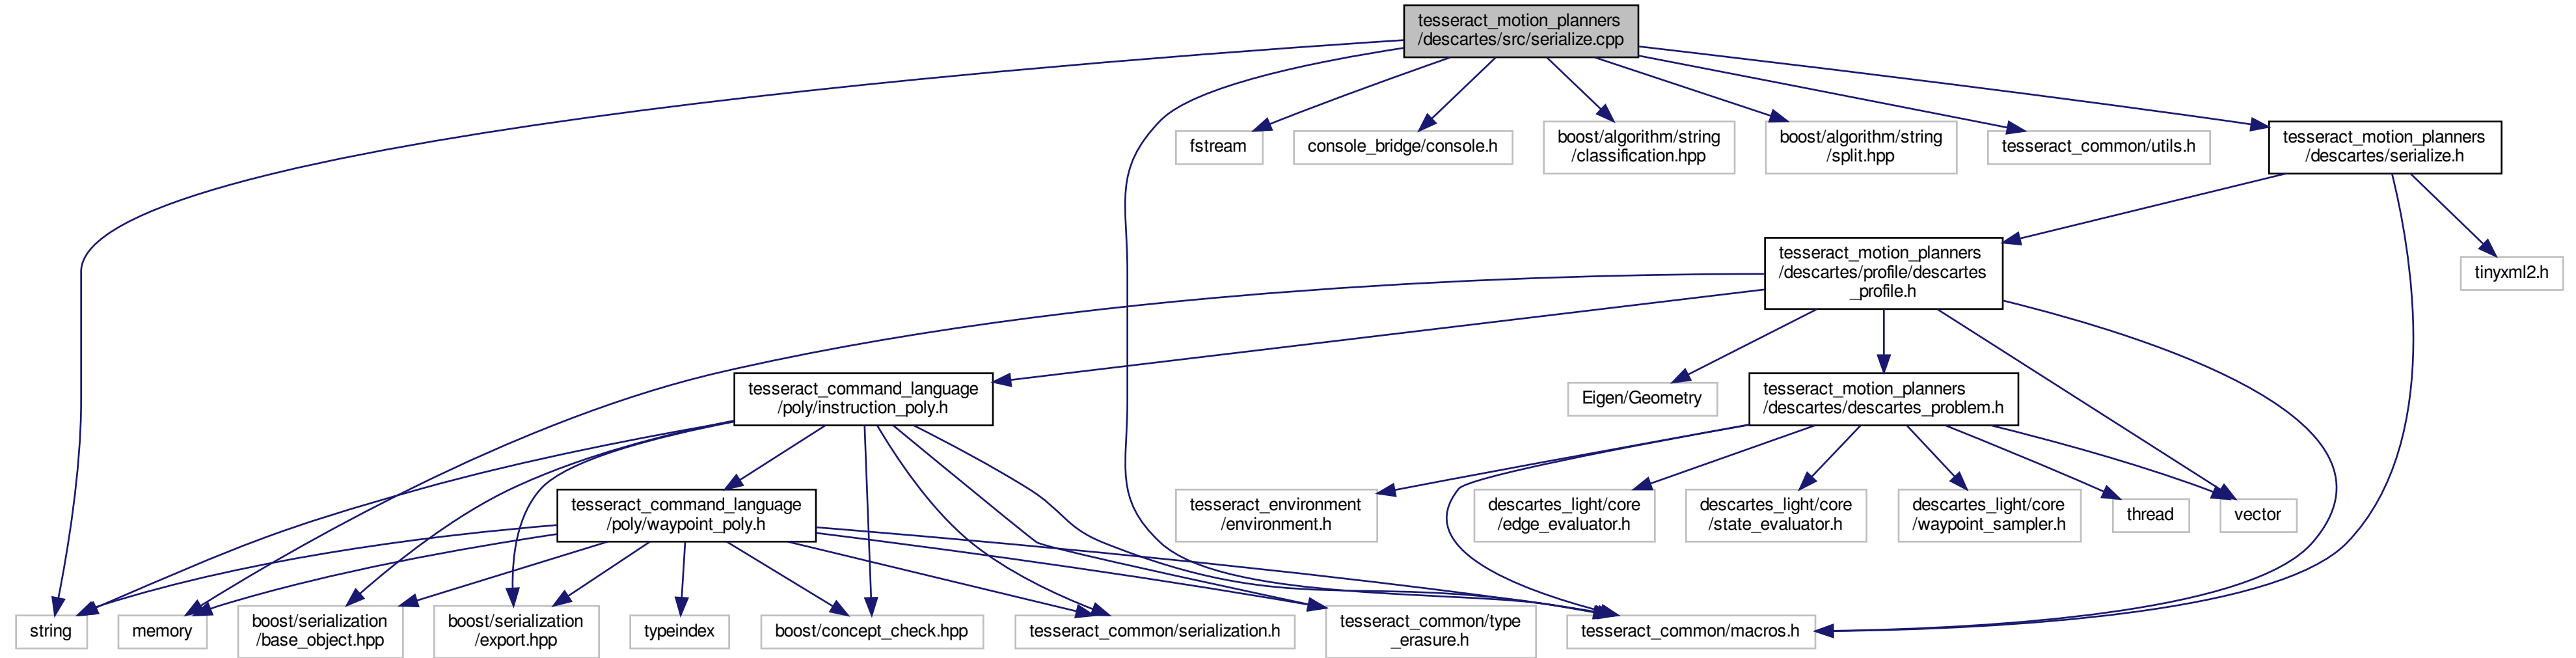 tesseract_motion_planners
/descartes/src/serialize.cpp
fstream
console_bridge/console.h
boost/algorithm/string
/classification.hpp
boost/algorithm/string
/split.hpp
tesseract_common/utils.h
tesseract_motion_planners
/descartes/serialize.h
tesseract_motion_planners
/descartes/profile/descartes
_profile.h
tinyxml2.h
tesseract_command_language
/poly/instruction_poly.h
Eigen/Geometry
tesseract_motion_planners
/descartes/descartes_problem.h
tesseract_command_language
/poly/waypoint_poly.h
tesseract_environment
/environment.h
descartes_light/core
/edge_evaluator.h
descartes_light/core
/state_evaluator.h
descartes_light/core
/waypoint_sampler.h
thread
vector
string
memory
boost/serialization
/base_object.hpp
boost/serialization
/export.hpp
typeindex
boost/concept_check.hpp
tesseract_common/serialization.h
tesseract_common/type
_erasure.h
tesseract_common/macros.h